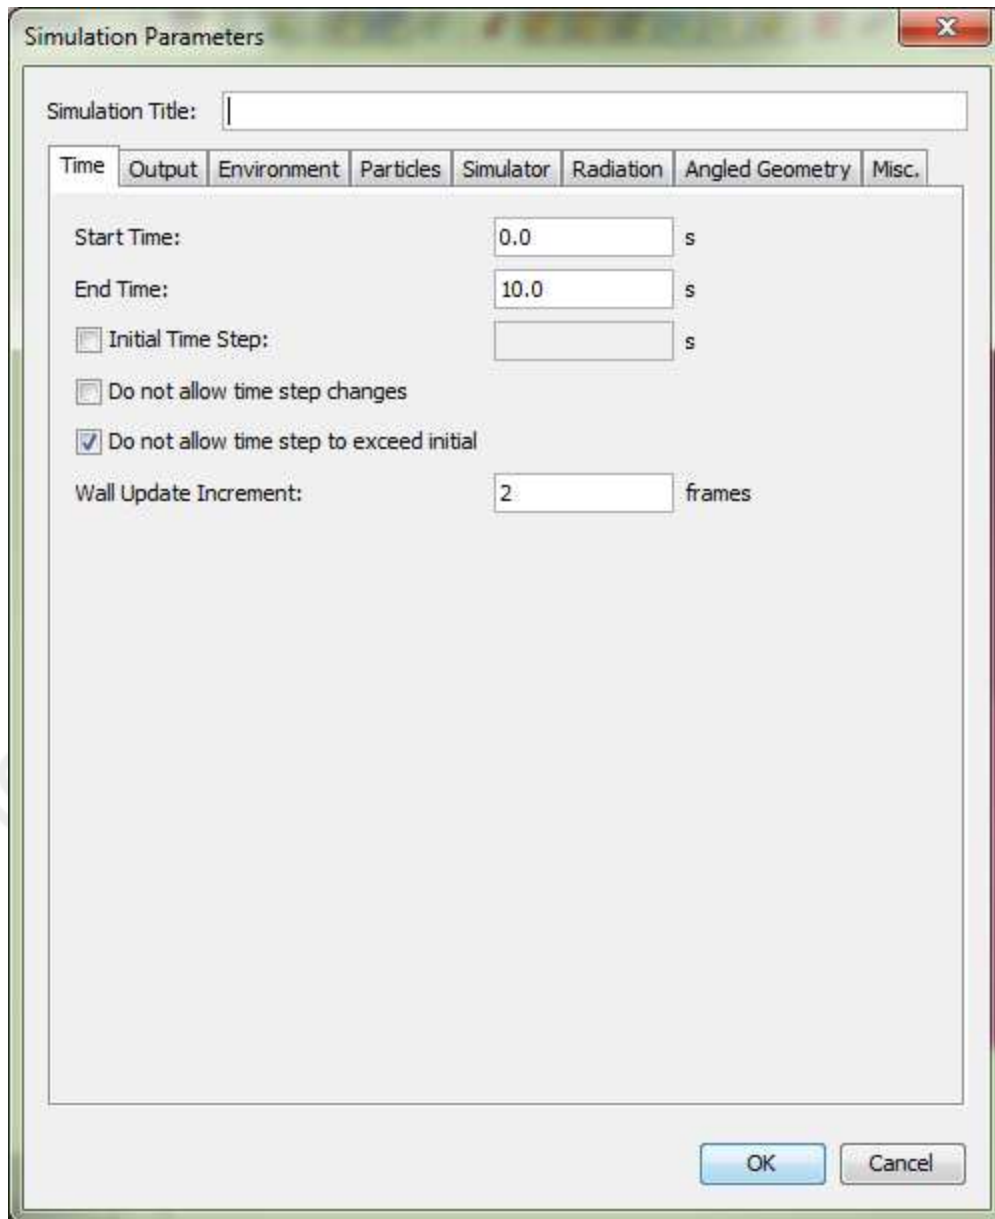 Simulation Parameters
Simulation Title:
Time Output Environment Particles Simulator Radiation Angled Geometry Misc.
Start Time: 0.0 s
End Time: 10.0 s
Initial Time Step: s
Do not allow time step changes
Do not allow time step to exceed initial
Wall Update Increment: 2 frames
OK Cancel